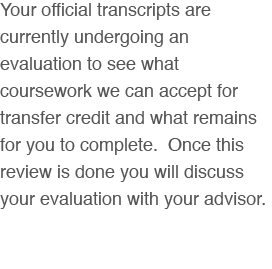 Your official transcripts are
currently undergoing an
evaluation to see what
coursework we can accept for
transfer credit and what remains
for you to complete.  Once this
review is done you will discuss
your evaluation with your advisor.